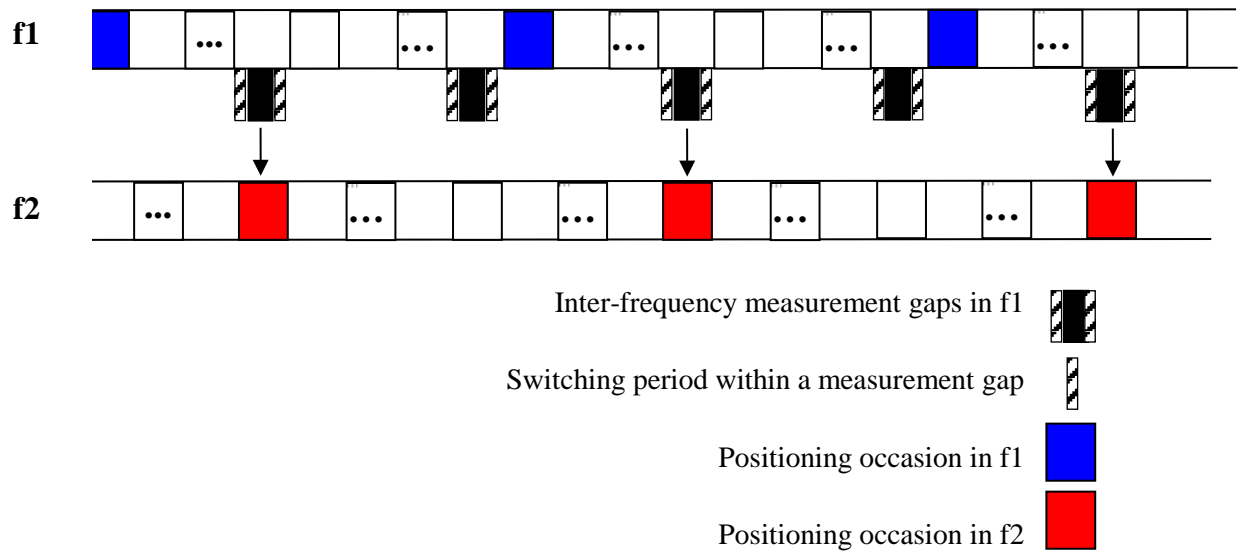 f1
... ... ... ... ...
f2
... ... ... ... ...
Inter-frequency measurement gaps in f1
Switching period within a measurement gap
Positioning occasion in f1
Positioning occasion in f2